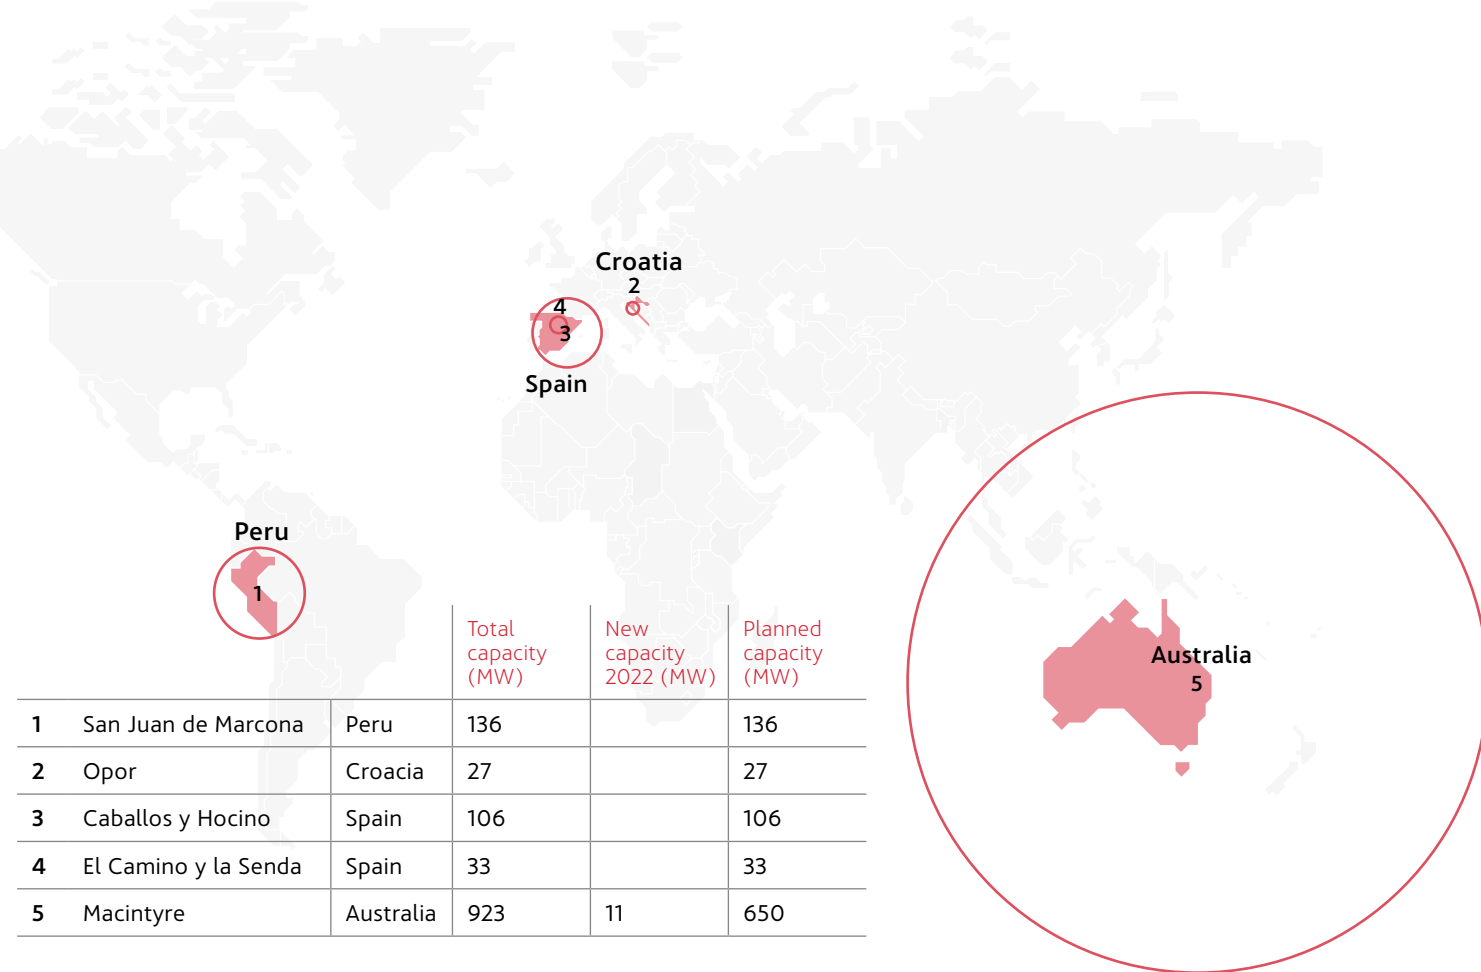 Croatia
2
4
3
Spain
Peru
1
Australia
5
Total capacity (MW) New capacity 2022 (MW) Planned capacity (MW)
1 San Juan de Marcona Peru 136 136
2 Opor Croacia 27 27
3 Caballos y Hocino Spain 106 106
4 El Camino y la Senda Spain 33 33
5 Macintyre Australia 923 11 650